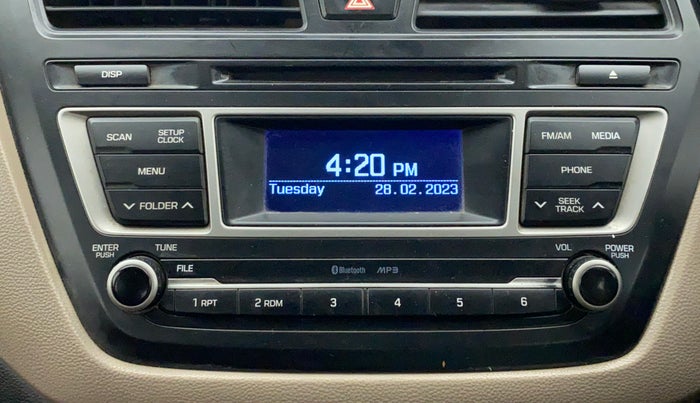 DISP
SCAN SETUP CLOCK
FM/AM MEDIA
MENU
PHONE
FOLDER
SEEK TRACK
4:20 PM
Tuesday 28.02.2023
ENTER PUSH
TUNE
VOL
POWER PUSH
FILE
Bluetooth MP3
1 RPT 2 RDM 3 4 5 6